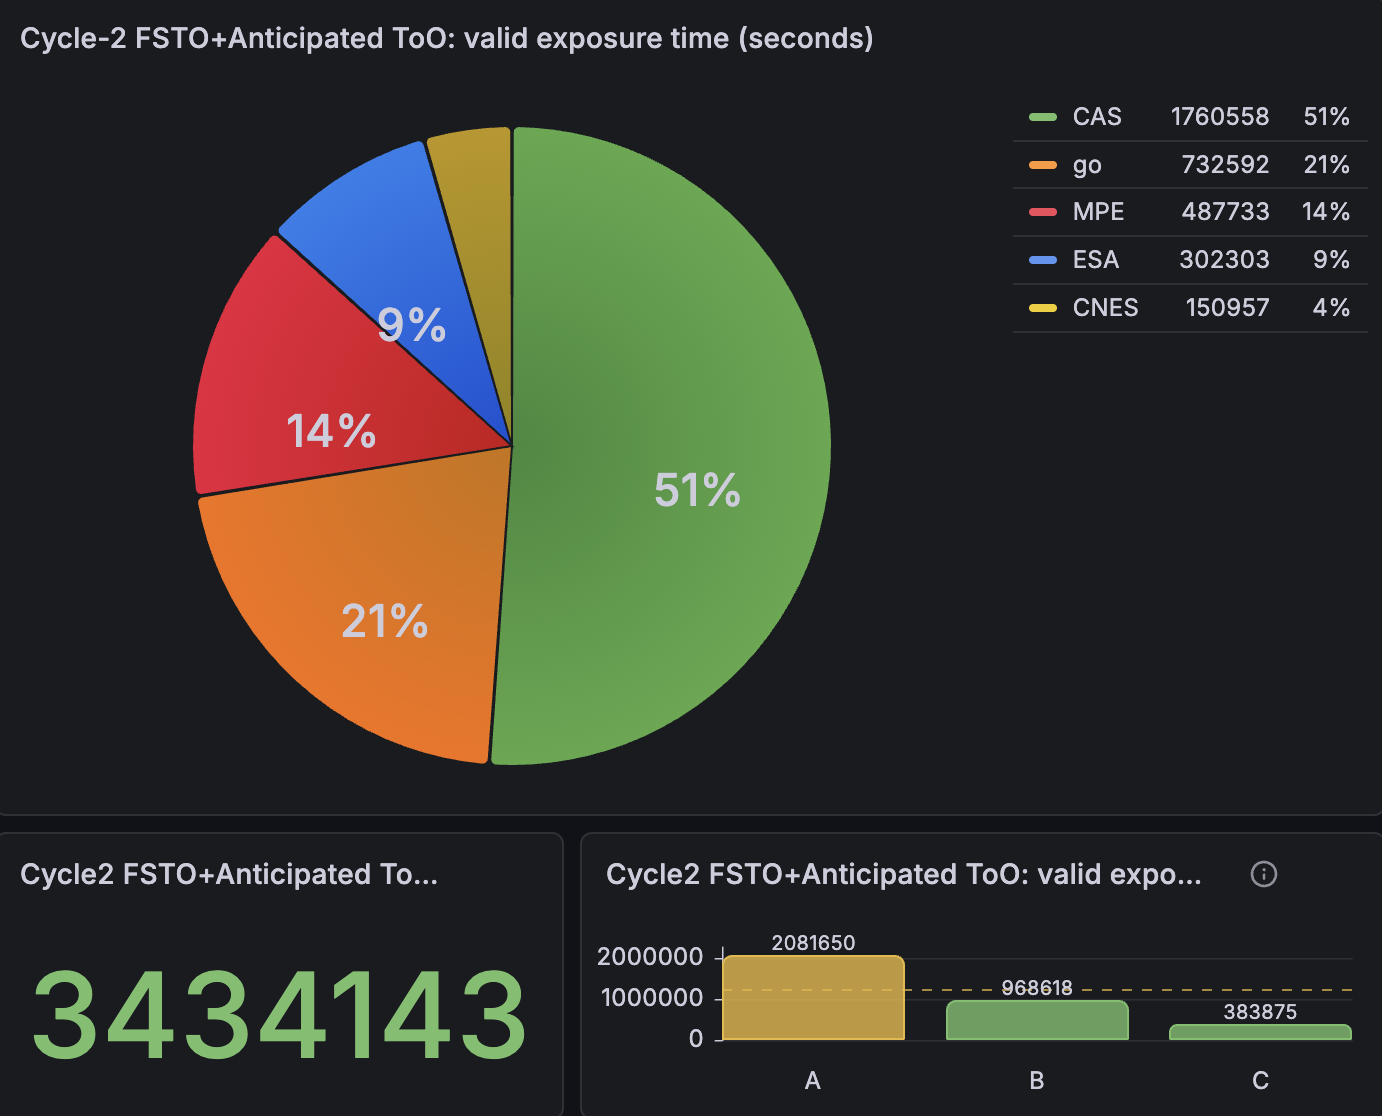 Cycle-2 FSTO+Anticipated ToO: valid exposure time (seconds)
CAS 1760558 51%
go 732592 21%
MPE 487733 14%
ESA 302303 9%
CNES 150957 4%
9%
14%
51%
21%
Cycle2 FSTO+Anticipated To...
3434143
Cycle2 FSTO+Anticipated ToO: valid expo...
2081650
2000000
968618
1000000
383875
0
A B C